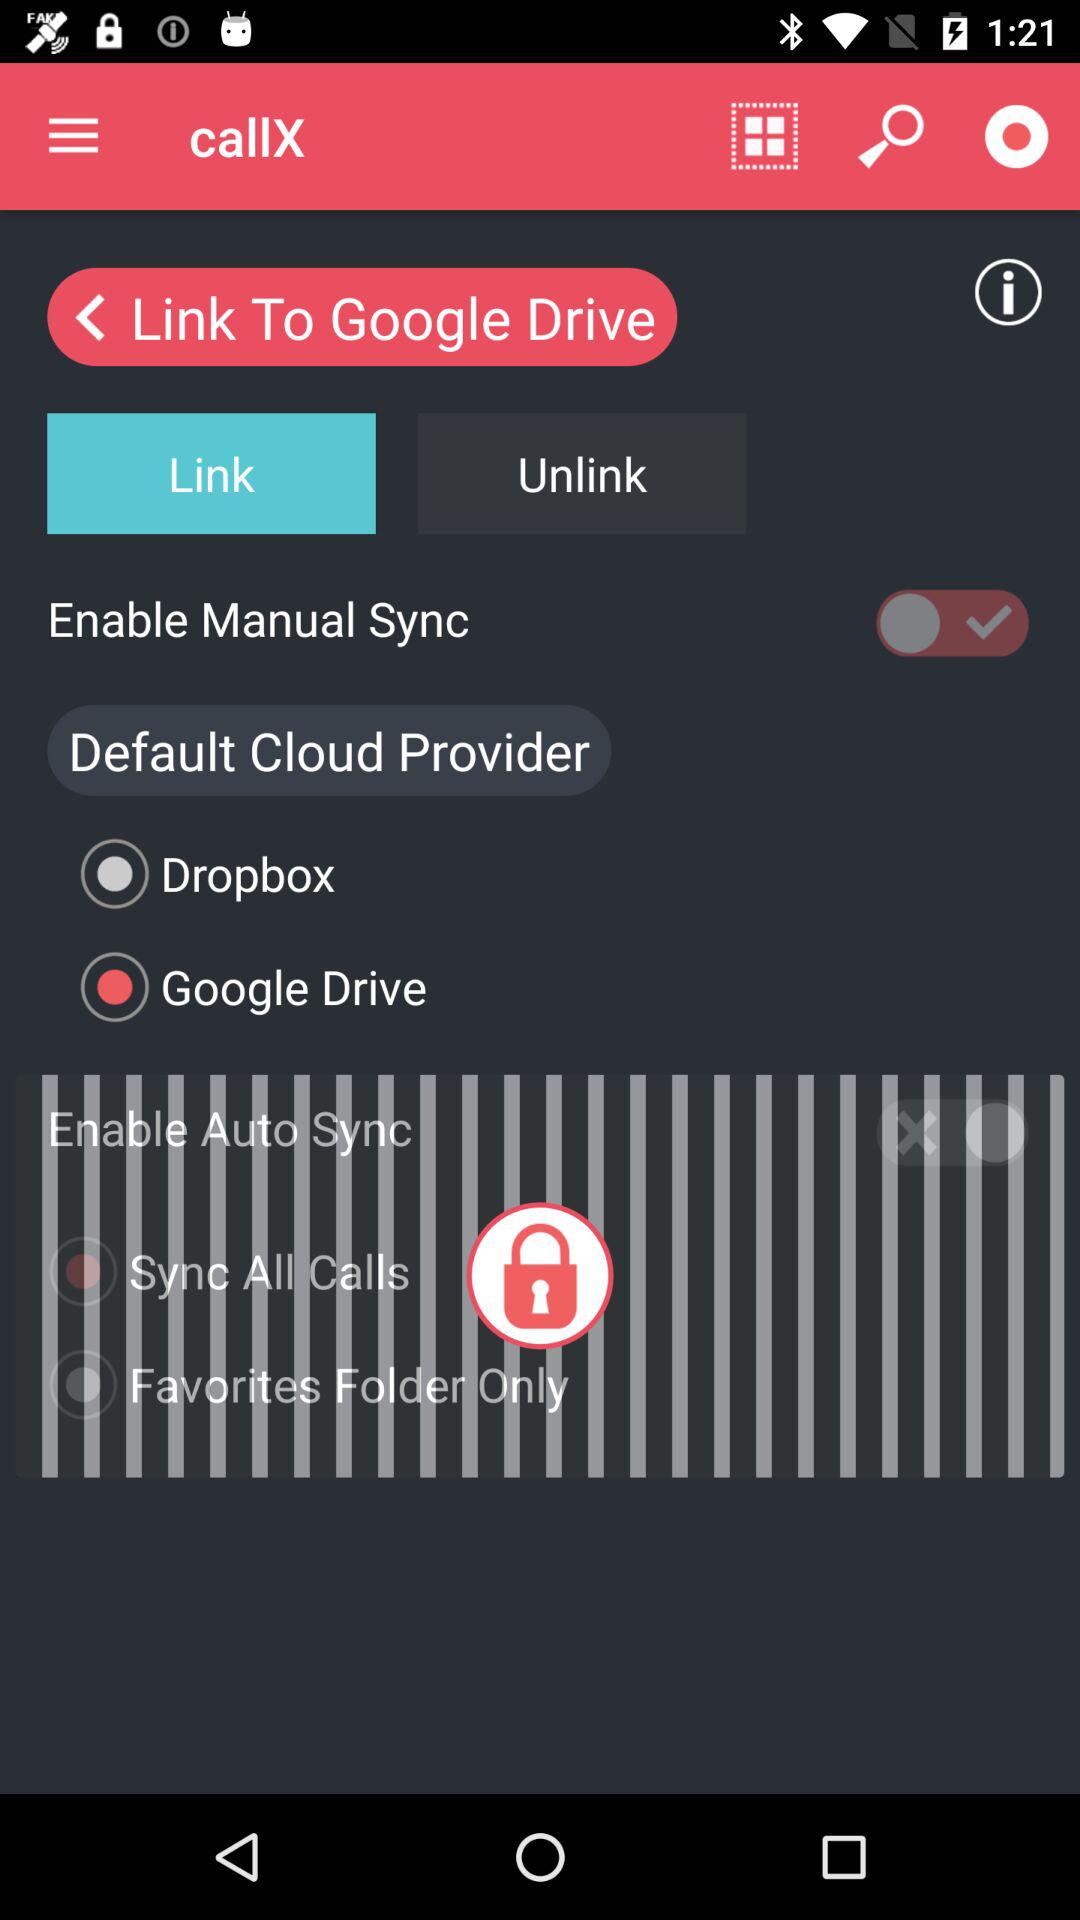 FAKE
1:21
callX
Link To Google Drive
Link Unlink
Enable Manual Sync
Default Cloud Provider
Dropbox
Google Drive
Enable Auto Sync
Sync All Calls
Favorites Folder Only